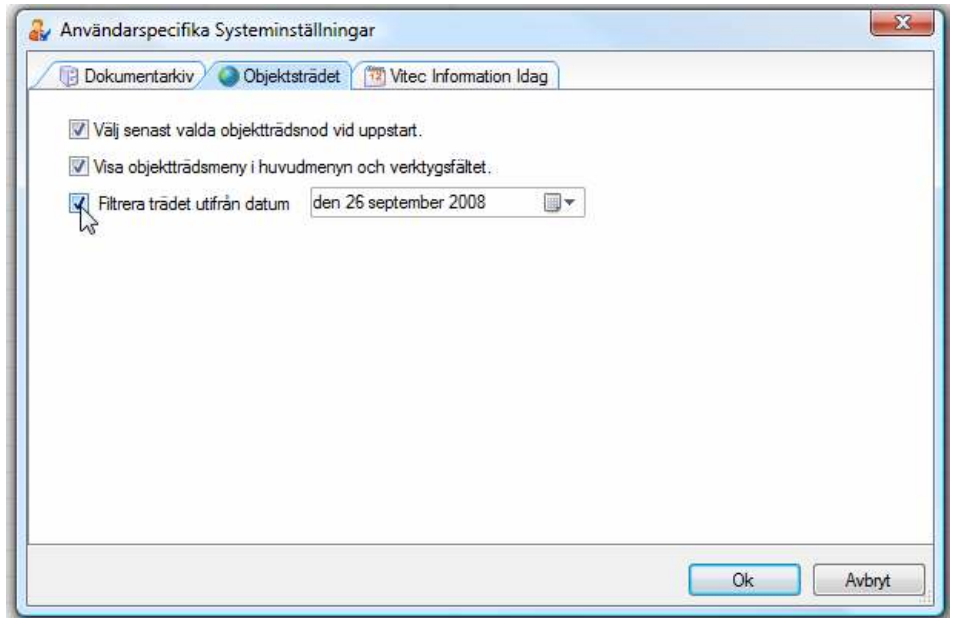 Användarspecifika Systeminställningar
Dokumentarkiv Objektsträdet 12 Vitec Information Idag
Välj senast valda objektträdsnod vid uppstart.
Visa objektträdsmeny i huvudmenyn och verktygsfältet.
Filtrera trädet utifrån datum den 26 september 2008
Ok Avbryt